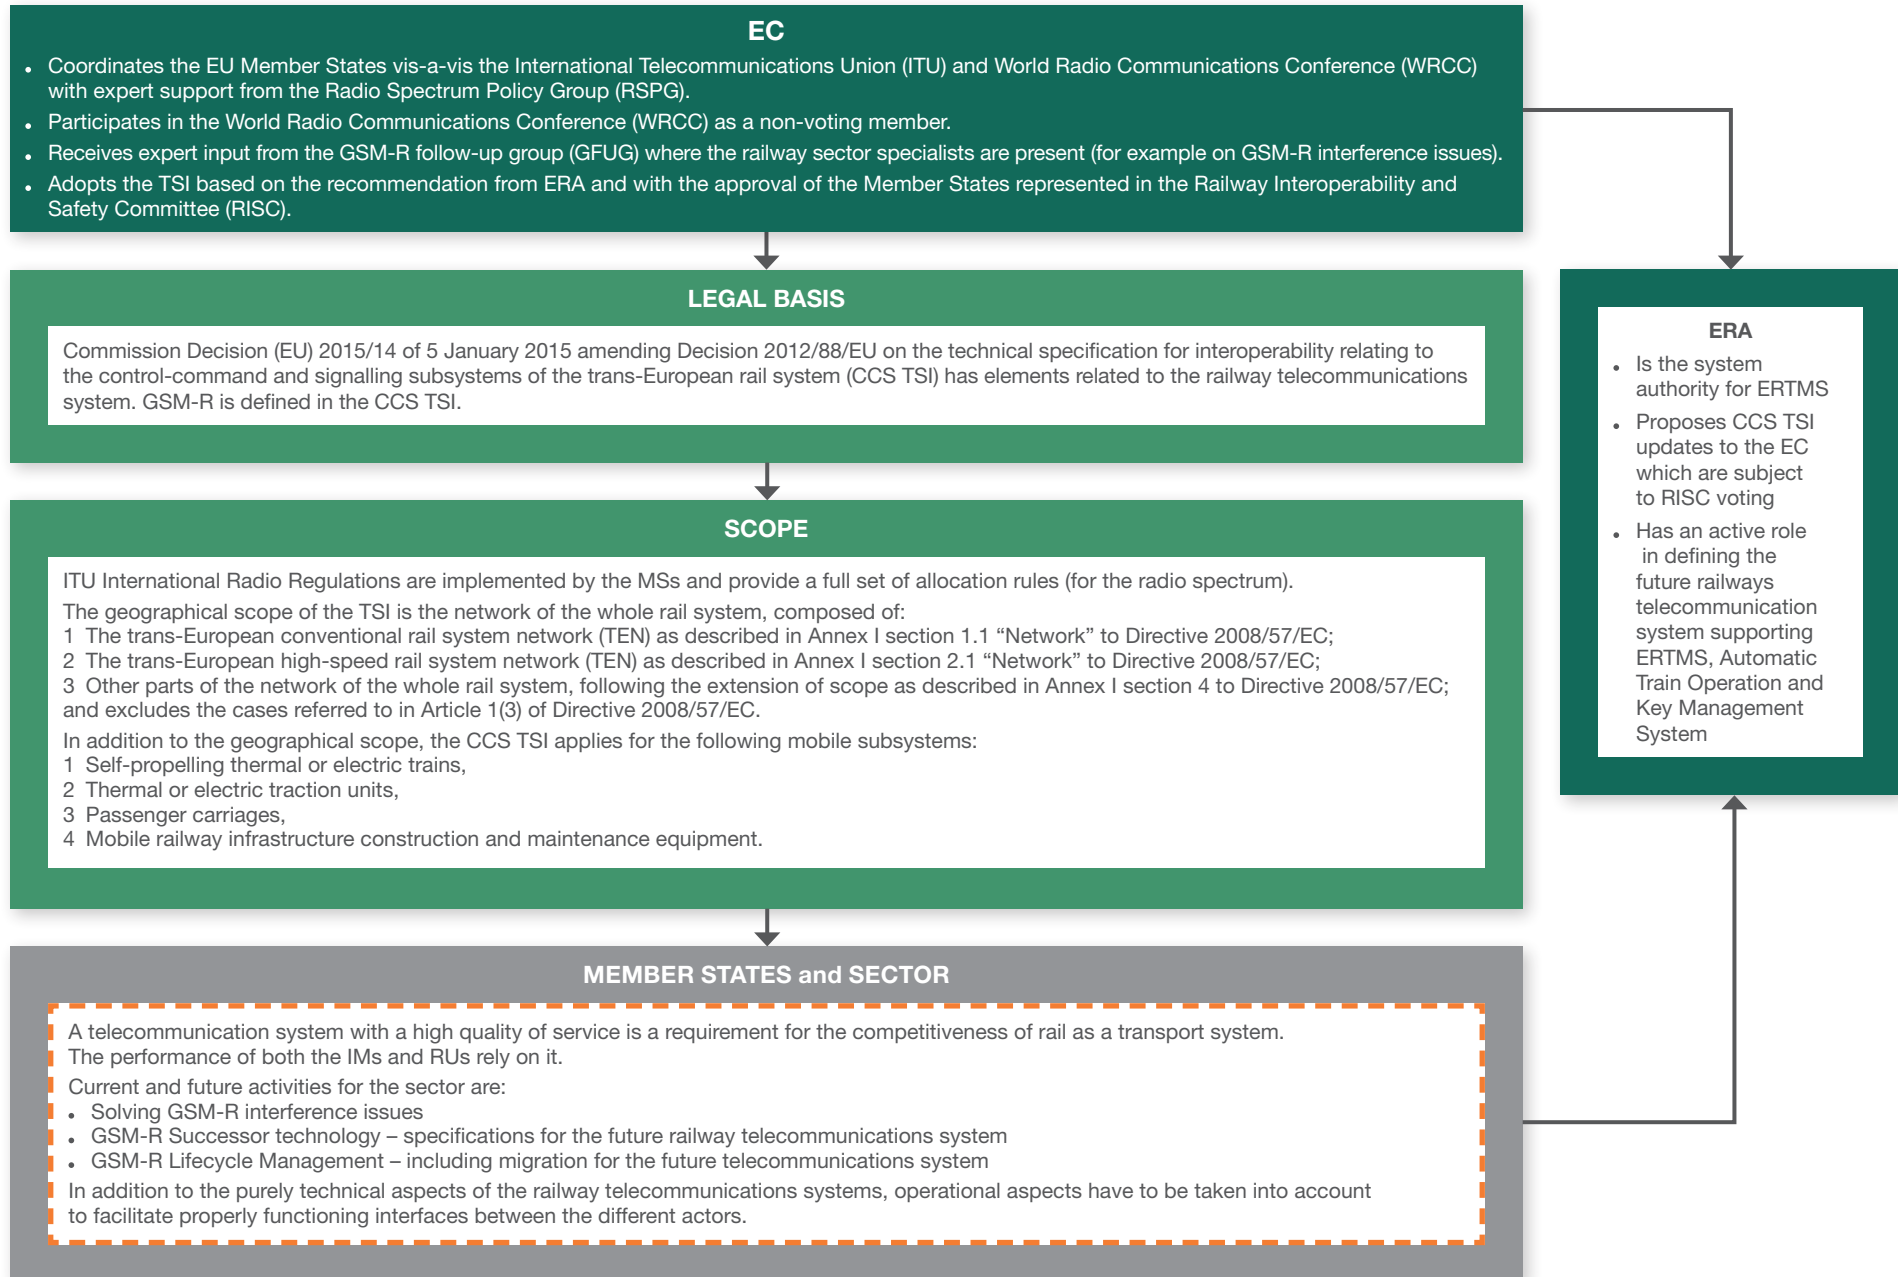 EC
• Coordinates the EU Member States vis-a-vis the International Telecommunications Union (ITU) and World Radio Communications Conference (WRCC)
with expert support from the Radio Spectrum Policy Group (RSPG).
• Participates in the World Radio Communications Conference (WRCC) as a non-voting member.
• Receives expert input from the GSM-R follow-up group (GFUG) where the railway sector specialists are present (for example on GSM-R interference issues).
• Adopts the TSI based on the recommendation from ERA and with the approval of the Member States represented in the Railway Interoperability and
Safety Committee (RISC).
LEGAL BASIS
Commission Decision (EU) 2015/14 of 5 January 2015 amending Decision 2012/88/EU on the technical specification for interoperability relating to
the control-command and signalling subsystems of the trans-European rail system (CCS TSI) has elements related to the railway telecommunications
system. GSM-R is defined in the CCS TSI.
SCOPE
ITU International Radio Regulations are implemented by the MSs and provide a full set of allocation rules (for the radio spectrum).
The geographical scope of the TSI is the network of the whole rail system, composed of:
1 The trans-European conventional rail system network (TEN) as described in Annex I section 1.1 “Network” to Directive 2008/57/EC;
2 The trans-European high-speed rail system network (TEN) as described in Annex I section 2.1 “Network” to Directive 2008/57/EC;
3 Other parts of the network of the whole rail system, following the extension of scope as described in Annex I section 4 to Directive 2008/57/EC;
and excludes the cases referred to in Article 1(3) of Directive 2008/57/EC.
In addition to the geographical scope, the CCS TSI applies for the following mobile subsystems:
1 Self-propelling thermal or electric trains,
2 Thermal or electric traction units,
3 Passenger carriages,
4 Mobile railway infrastructure construction and maintenance equipment.
MEMBER STATES and SECTOR
A telecommunication system with a high quality of service is a requirement for the competitiveness of rail as a transport system.
The performance of both the IMs and RUs rely on it.
Current and future activities for the sector are:
• Solving GSM-R interference issues
• GSM-R Successor technology – specifications for the future railway telecommunications system
• GSM-R Lifecycle Management – including migration for the future telecommunications system
In addition to the purely technical aspects of the railway telecommunications systems, operational aspects have to be taken into account
to facilitate properly functioning interfaces between the different actors.
ERA
• Is the system
authority for ERTMS
• Proposes CCS TSI
updates to the EC
which are subject
to RISC voting
• Has an active role
in defining the
future railways
telecommunication
system supporting
ERTMS, Automatic
Train Operation and
Key Management
System